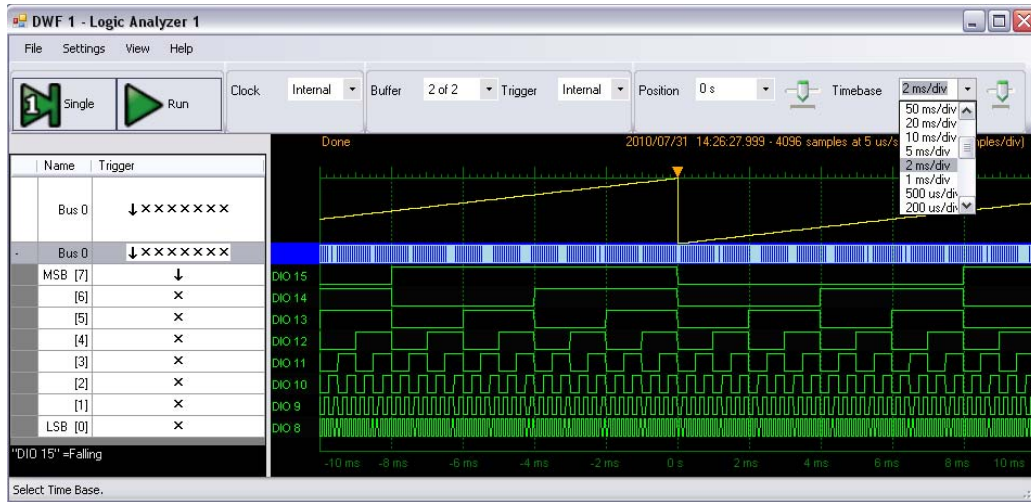 DWF 1 - Logic Analyzer 1
File Settings View Help
1 Single Run Clock Internal Buffer 2 of 2 Trigger Internal Position 0 s Timebase 2 ms/div
50 ms/div
20 ms/div
10 ms/div
5 ms/div
2 ms/div
1 ms/div
500 us/div
200 us/div
Done 2010/07/31 14:26:27.999 - 4096 samples at 5 us/s ples/div)
Name Trigger
Bus 0 ↓×××××××
- Bus 0 ↓×××××××
MSB [7] ↓ DIO 15
[6] × DIO 14
[5] × DIO 13
[4] × DIO 12
[3] × DIO 11
[2] × DIO 10
[1] × DIO 9
LSB [0] × DIO 8
-10 ms -8 ms -6 ms -4 ms -2 ms 0 s 2 ms 4 ms 6 ms 8 ms 10 ms
"DIO 15" =Falling
Select Time Base.